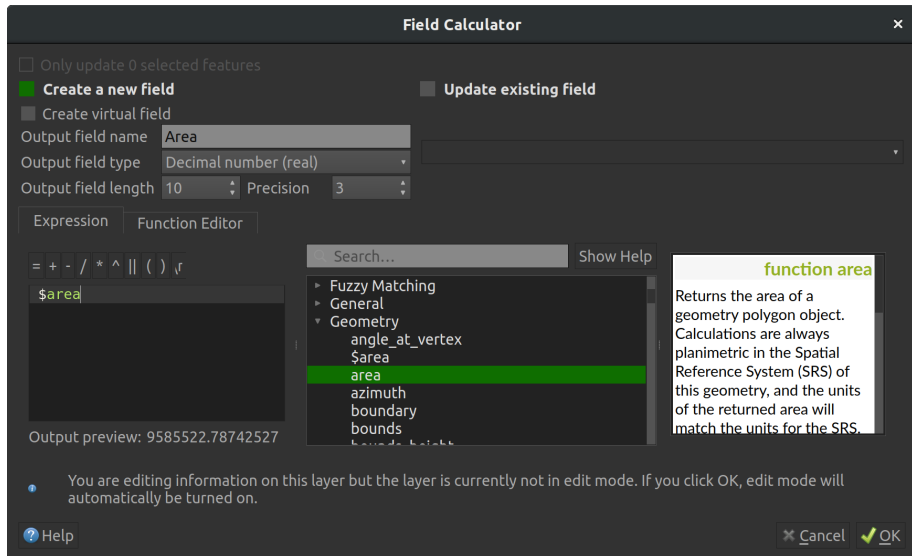 Field Calculator
Only update 0 selected features
Create a new field
Update existing field
Create virtual field
Output field name Area
Output field type Decimal number (real)
Output field length 10 Precision 3
Expression Function Editor
= + - / * ^ || ( ) \r
Search... Show Help
$area
Fuzzy Matching
General
Geometry
angle_at_vertex
$area
area
azimuth
boundary
bounds
bounds_height
function area
Returns the area of a
geometry polygon object.
Calculations are always
planimetric in the Spatial
Reference System (SRS) of
this geometry, and the units
of the returned area will
match the units for the SRS.
Output preview: 9585522.78742527
You are editing information on this layer but the layer is currently not in edit mode. If you click OK, edit mode will
automatically be turned on.
Help
Cancel
OK